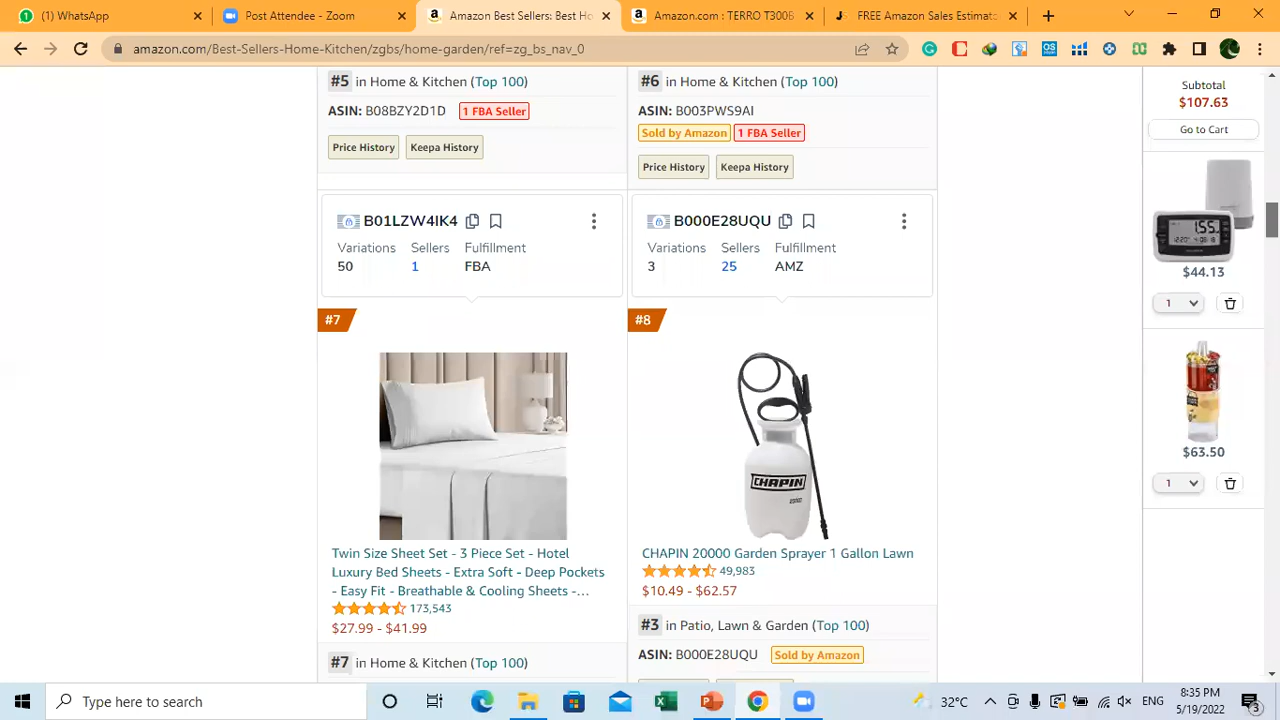 WhatsApp
Post Attendee - Zoom
Amazon Best Sellers: Best Ho
Amazon.com : TERRO T300B
FREE Amazon Sales Estimat
amazon.com/Best-Sellers-Home-Kitchen/zgbs/home-garden/ref=zg_bs_nav_0
#5 in Home & Kitchen (Top 100)
ASIN: B08BZY2D1D 1 FBA Seller
Price History Keepa History
#6 in Home & Kitchen (Top 100)
ASIN: B003PWS9AI
Sold by Amazon 1 FBA Seller
Price History Keepa History
B01LZW4IK4
Variations Sellers Fulfillment
50 1 FBA
B000E28UQU
Variations Sellers Fulfillment
3 25 AMZ
#7
Twin Size Sheet Set - 3 Piece Set - Hotel
Luxury Bed Sheets - Extra Soft - Deep Pockets
- Easy Fit - Breathable & Cooling Sheets -…
173,543
$27.99 - $41.99
#7 in Home & Kitchen (Top 100)
#8
CHAPIN
CHAPIN 20000 Garden Sprayer 1 Gallon Lawn
49,983
$10.49 - $62.57
#3 in Patio, Lawn & Garden (Top 100)
ASIN: B000E28UQU Sold by Amazon
Subtotal
$107.63
Go to Cart
1.55
$44.13
1
$63.50
1
Type here to search
32°C
ENG
8:35 PM
5/19/2022
3